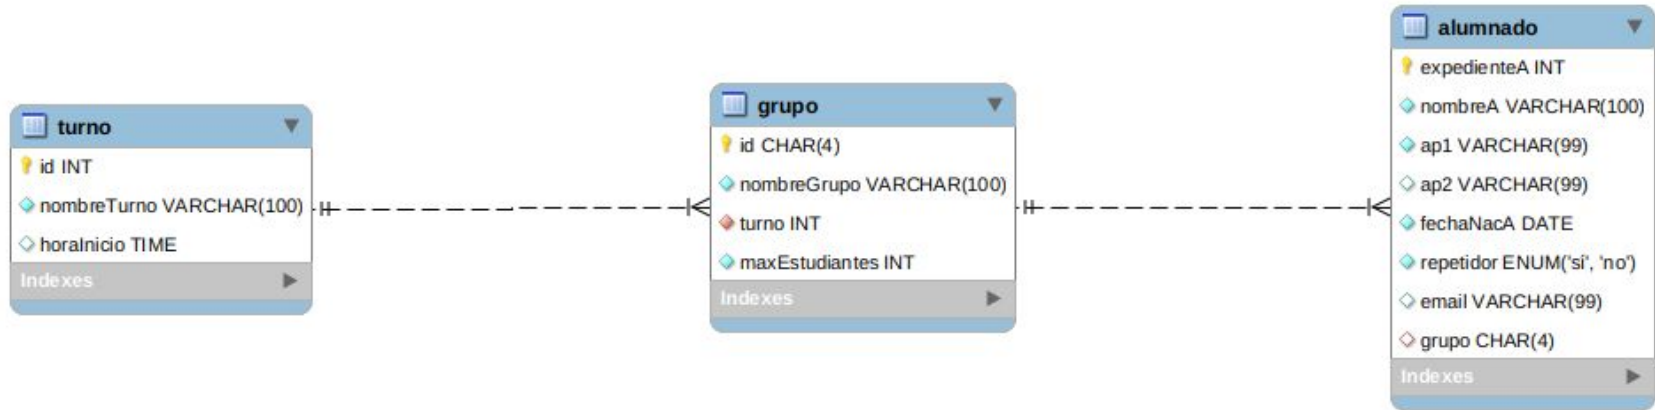 turno
id INT
nombreTurno VARCHAR(100)
horaInicio TIME
Indexes
grupo
id CHAR(4)
nombreGrupo VARCHAR(100)
turno INT
maxEstudiantes INT
Indexes
alumnado
expedienteA INT
nombreA VARCHAR(100)
ap1 VARCHAR(99)
ap2 VARCHAR(99)
fechaNacA DATE
repetidor ENUM('sí', 'no')
email VARCHAR(99)
grupo CHAR(4)
Indexes